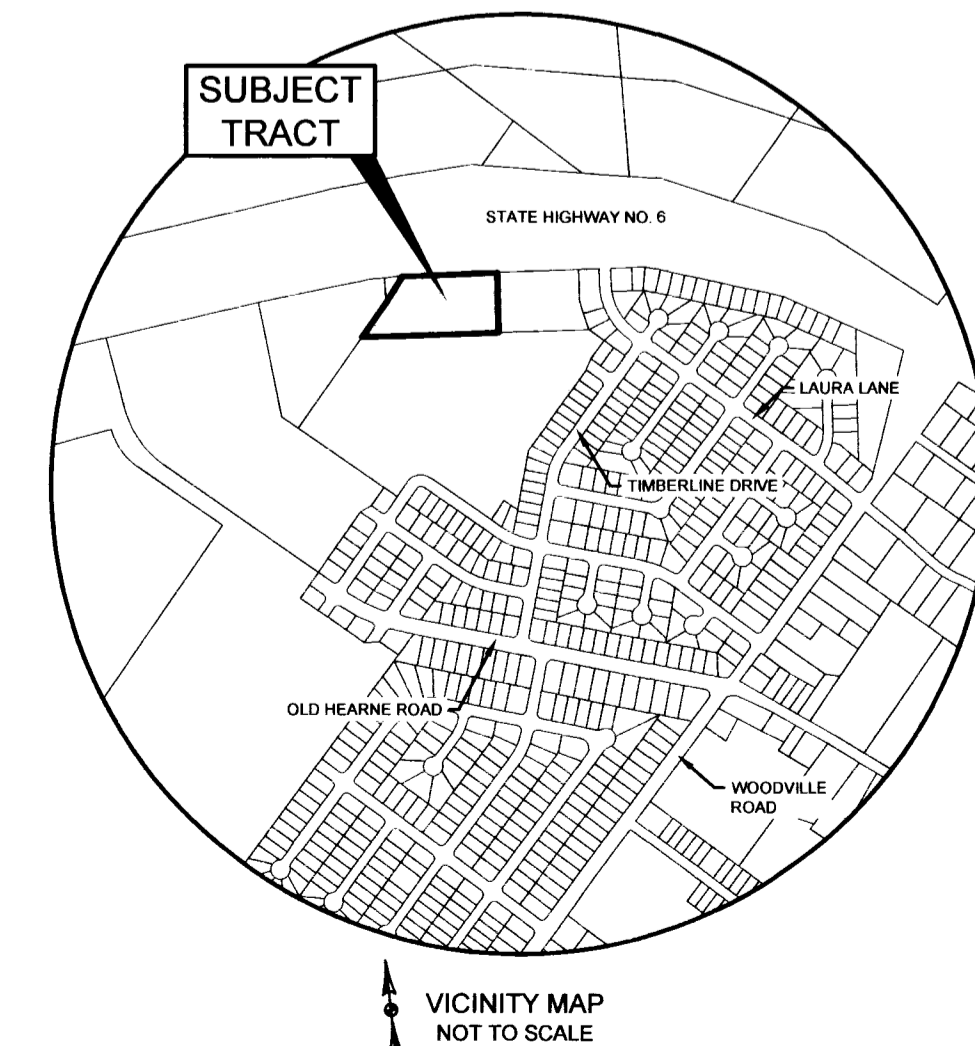 SUBJECT
TRACT
STATE HIGHWAY NO. 6
LAURA LANE
TIMBERLINE DRIVE
OLD HEARNE ROAD
WOODVILLE
ROAD
VICINITY MAP
NOT TO SCALE